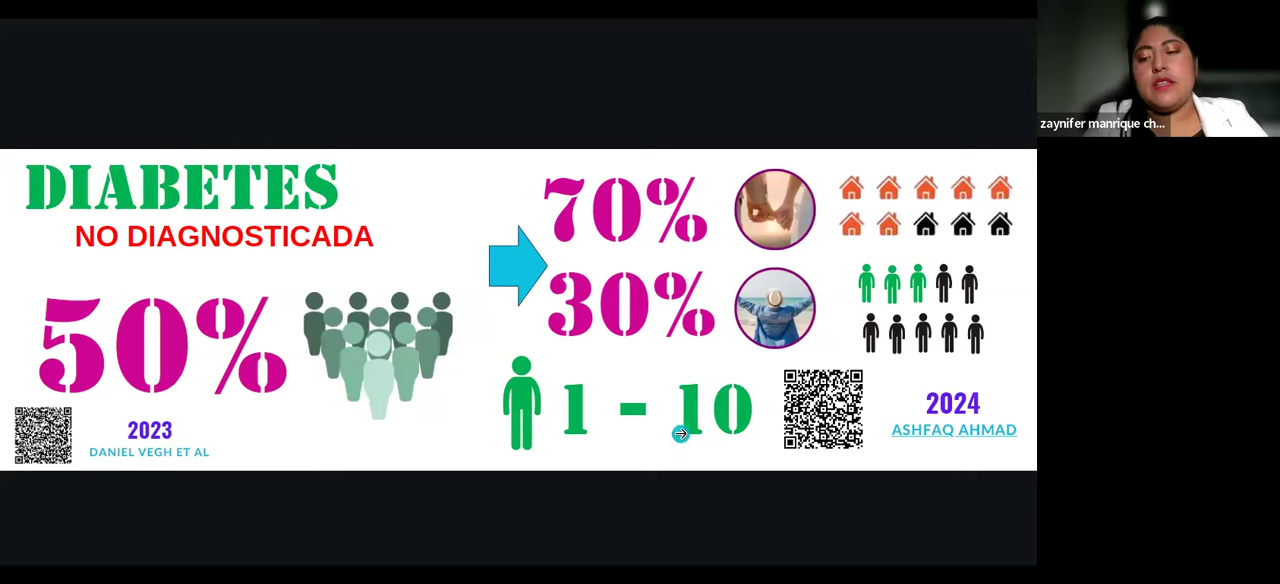 DIABETES
NO DIAGNOSTICADA
50%
2023
DANIEL VEGH ET AL
70%
30%
1 - 10
2024
ASHFAQ AHMAD
zaynifer manrique ch...